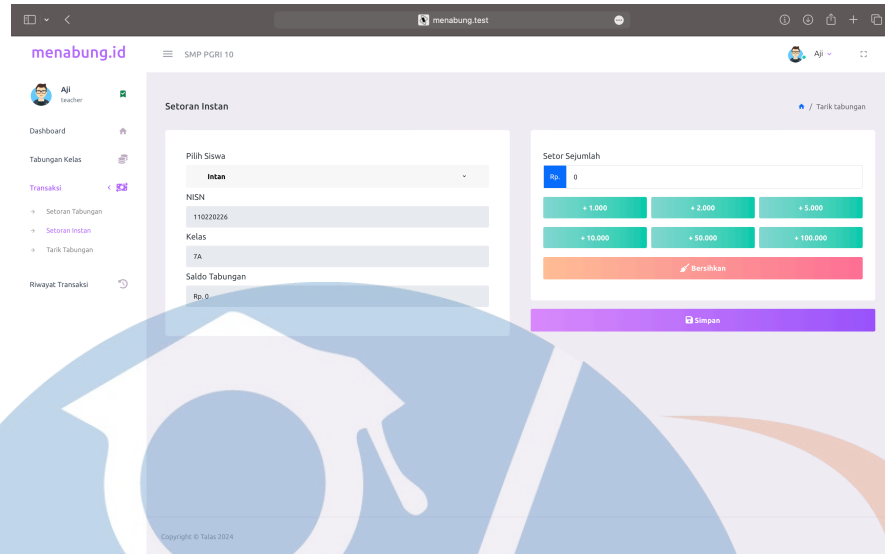 menabung.test
menabung.id
SMP PGRI 10
Aji
Aji
teacher
Dashboard
Tabungan Kelas
Transaksi
Setoran Tabungan
Setoran Instan
Tarik Tabungan
Riwayat Transaksi
Setoran Instan
/ Tarik tabungan
Pilih Siswa
Intan
NISN
110220226
Kelas
7A
Saldo Tabungan
Rp. 0
Setor Sejumlah
Rp. 0
+ 1.000 + 2.000 + 5.000
+ 10.000 + 50.000 + 100.000
Bersihkan
Simpan
Copyright © Talas 2024